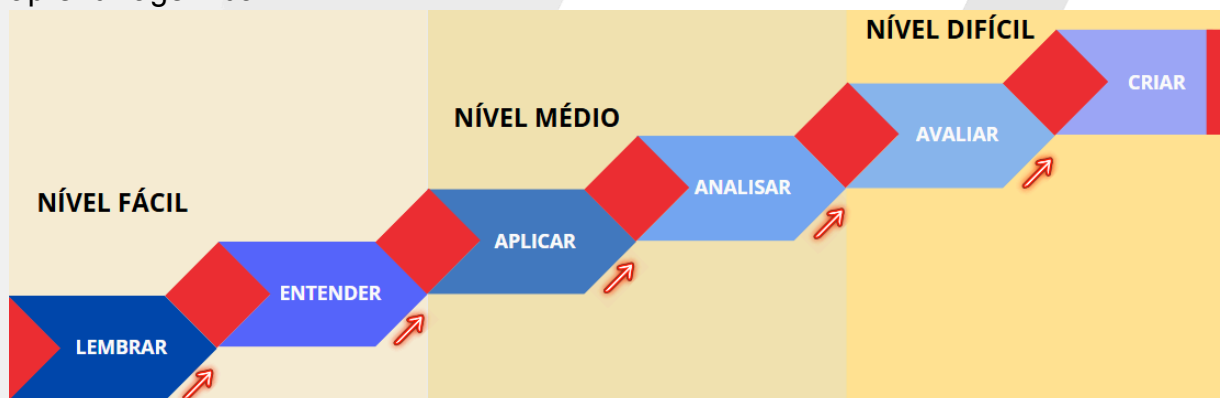 NÍVEL DIFÍCIL
CRIAR
NÍVEL MÉDIO
AVALIAR
NÍVEL FÁCIL
ANALISAR
APLICAR
ENTENDER
LEMBRAR